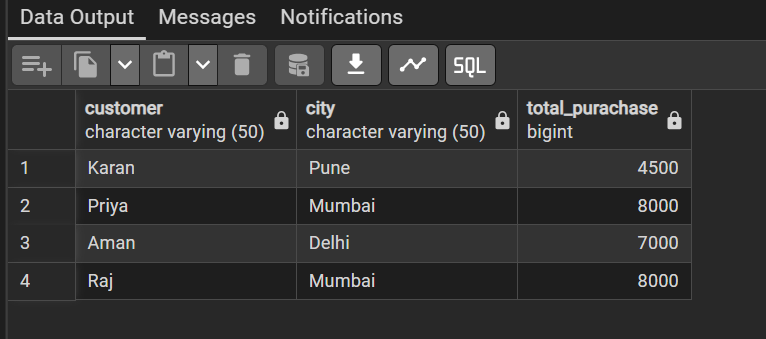 Data Output Messages Notifications
SQL
customer city total_purachase
character varying (50) character varying (50) bigint
1 Karan Pune 4500
2 Priya Mumbai 8000
3 Aman Delhi 7000
4 Raj Mumbai 8000